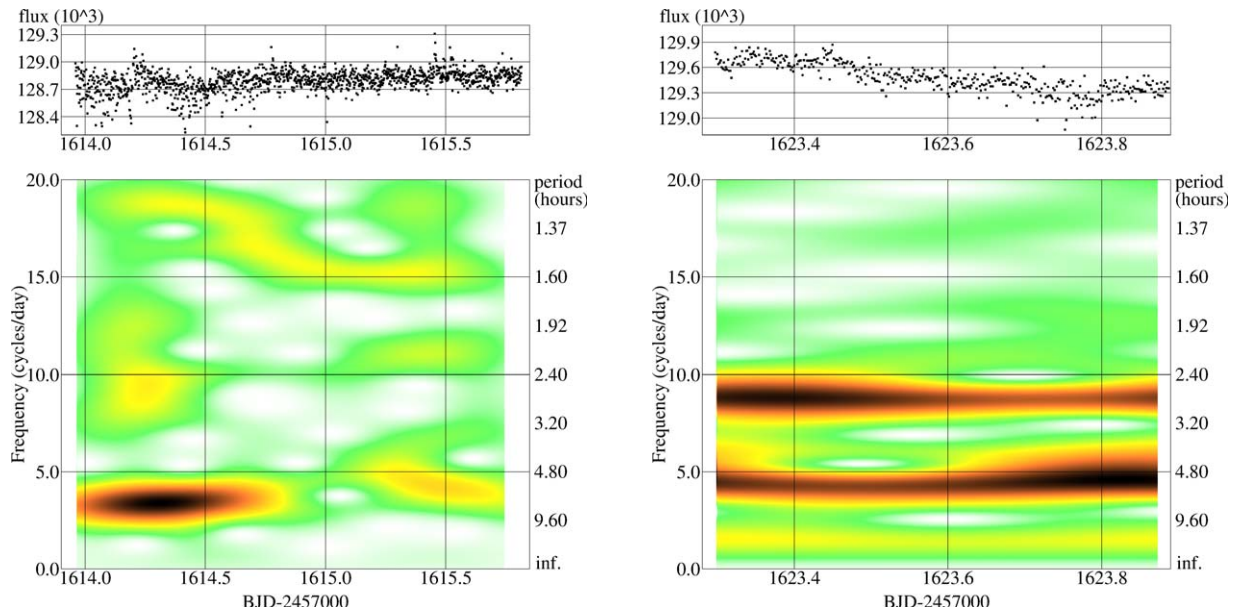 flux (10^3)
129.3
129.0
128.7
128.4
1614.0 1614.5 1615.0 1615.5
20.0
15.0
10.0
5.0
0.0
Frequency (cycles/day)
period
(hours)
1.37
1.60
1.92
2.40
3.20
4.80
9.60
inf.
1614.0 1614.5 1615.0 1615.5
BJD-2457000
flux (10^3)
129.9
129.6
129.3
129.0
1623.4 1623.6 1623.8
20.0
15.0
10.0
5.0
0.0
Frequency (cycles/day)
period
(hours)
1.37
1.60
1.92
2.40
3.20
4.80
9.60
inf.
1623.4 1623.6 1623.8
BJD-2457000